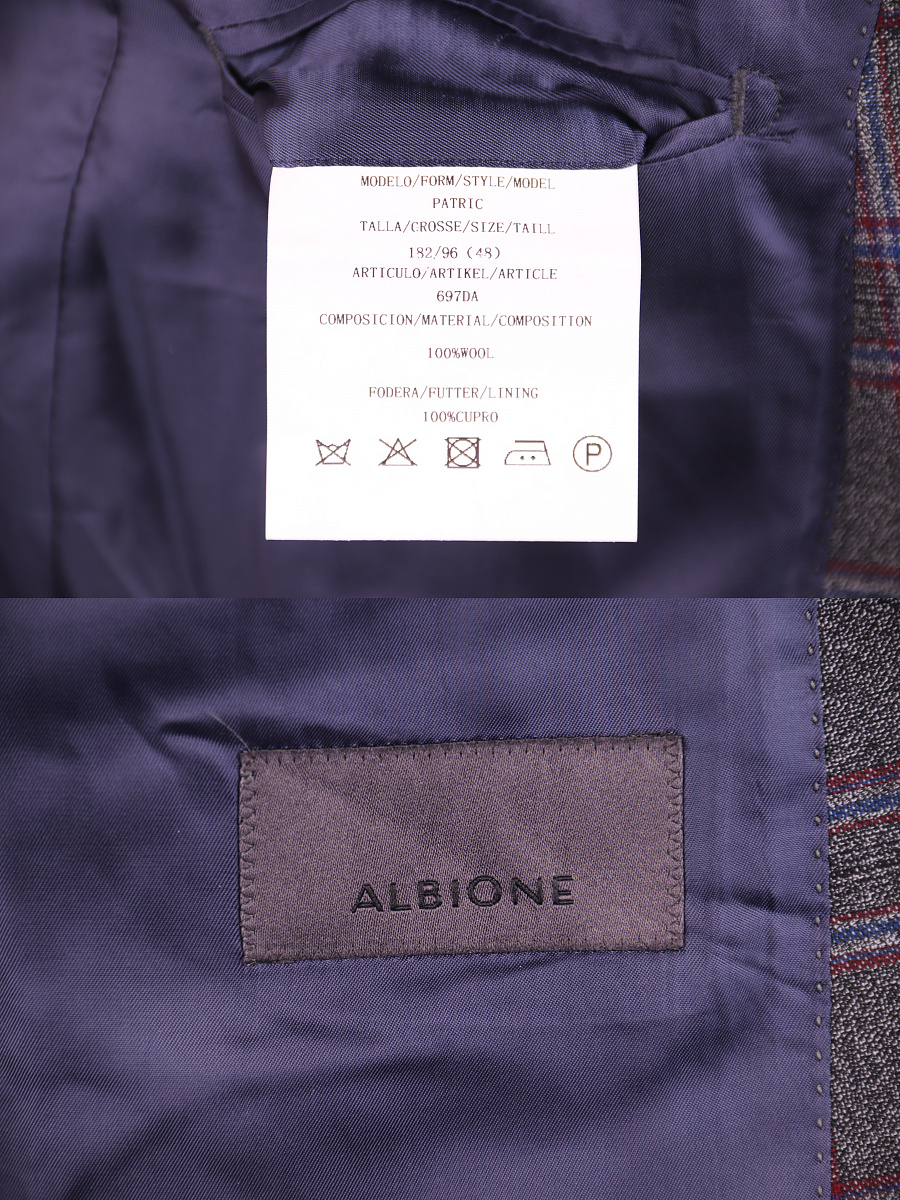 MODELO/FORM/STYLE/MODEL
PATRIC
TALLA/CROSSE/SIZE/TAILL
182/96 (48)
ARTICULO/ARTIKEL/ARTICLE
697DA
COMPOSICION/MATERIAL/COMPOSITION
100%WOOL
FODERA/FUTTER/LINING
100%CUPRO
P
ALBIONE